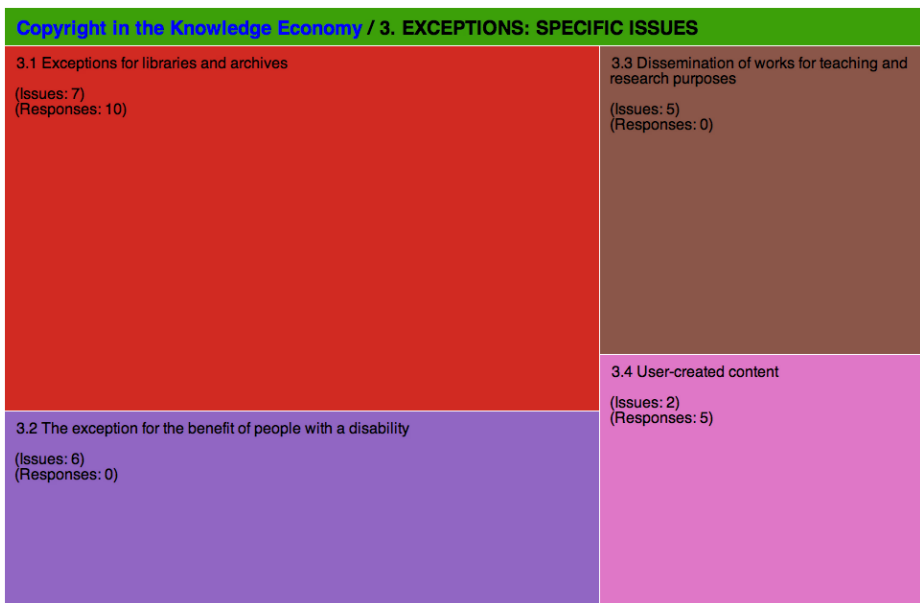 Copyright in the Knowledge Economy / 3. EXCEPTIONS: SPECIFIC ISSUES
3.1 Exceptions for libraries and archives
(Issues: 7)
(Responses: 10)
3.2 The exception for the benefit of people with a disability
(Issues: 6)
(Responses: 0)
3.3 Dissemination of works for teaching and
research purposes
(Issues: 5)
(Responses: 0)
3.4 User-created content
(Issues: 2)
(Responses: 5)